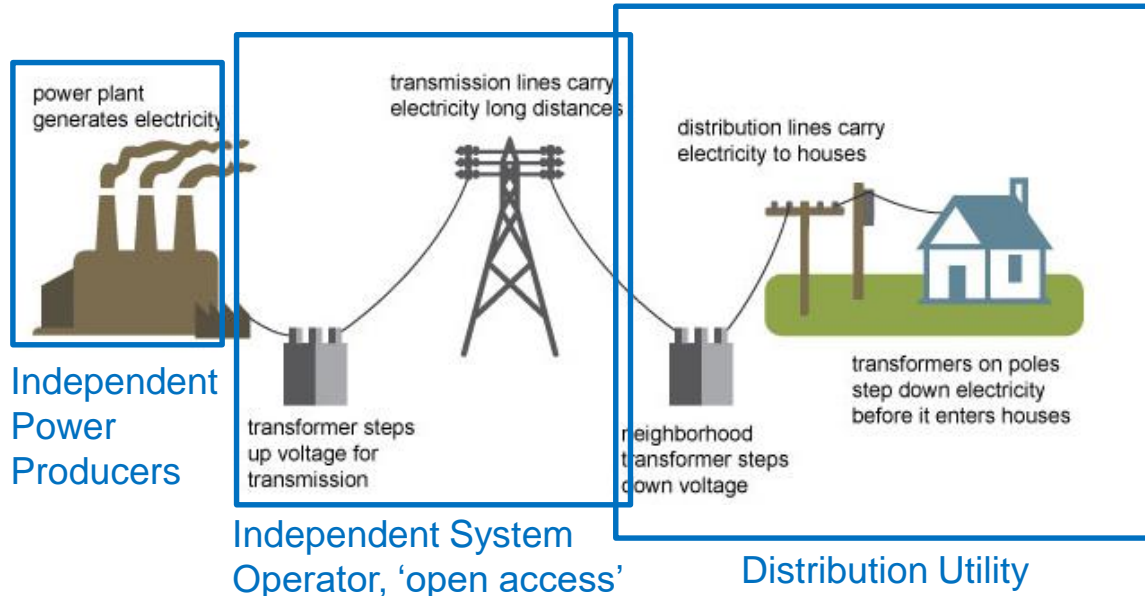 power plant
generates electricity
transmission lines carry
electricity long distances
distribution lines carry
electricity to houses
Independent
Power
Producers
transformer steps
up voltage for
transmission
neighborhood
transformer steps
down voltage
transformers on poles
step down electricity
before it enters houses
Independent System
Operator, ‘open access’
Distribution Utility